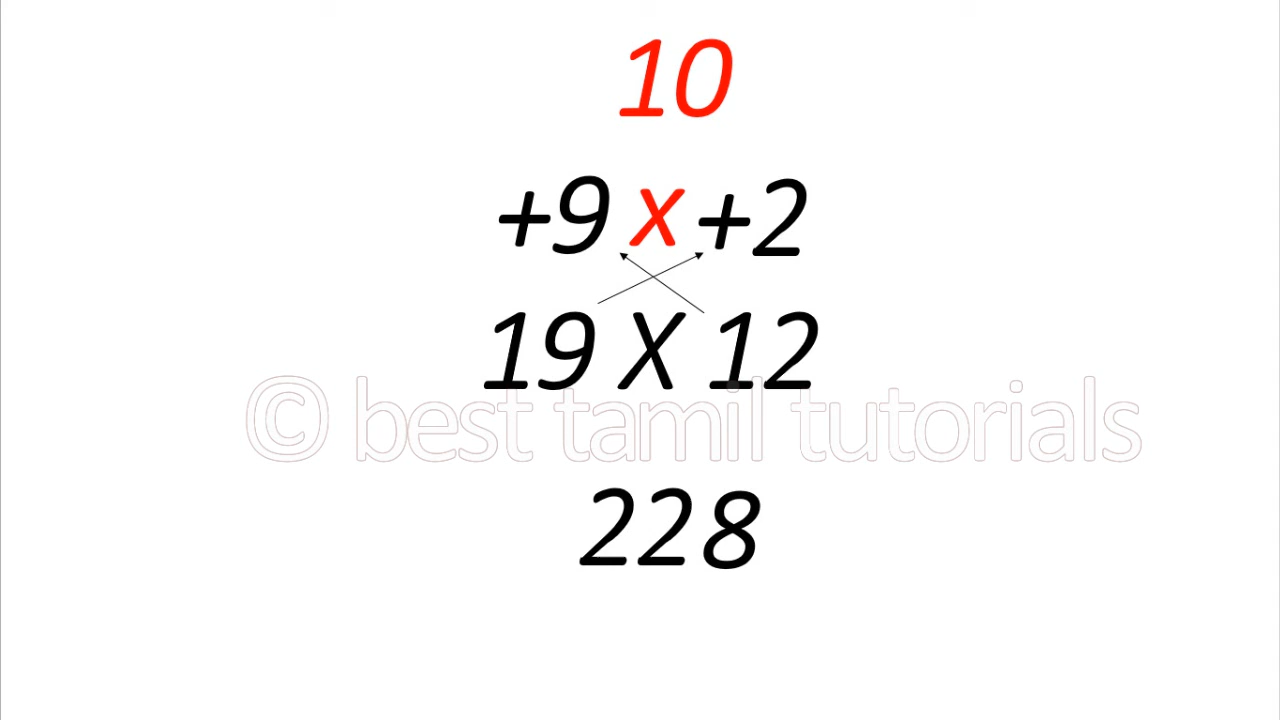 10
+9 x +2
19 X 12
© best tamil tutorials
228